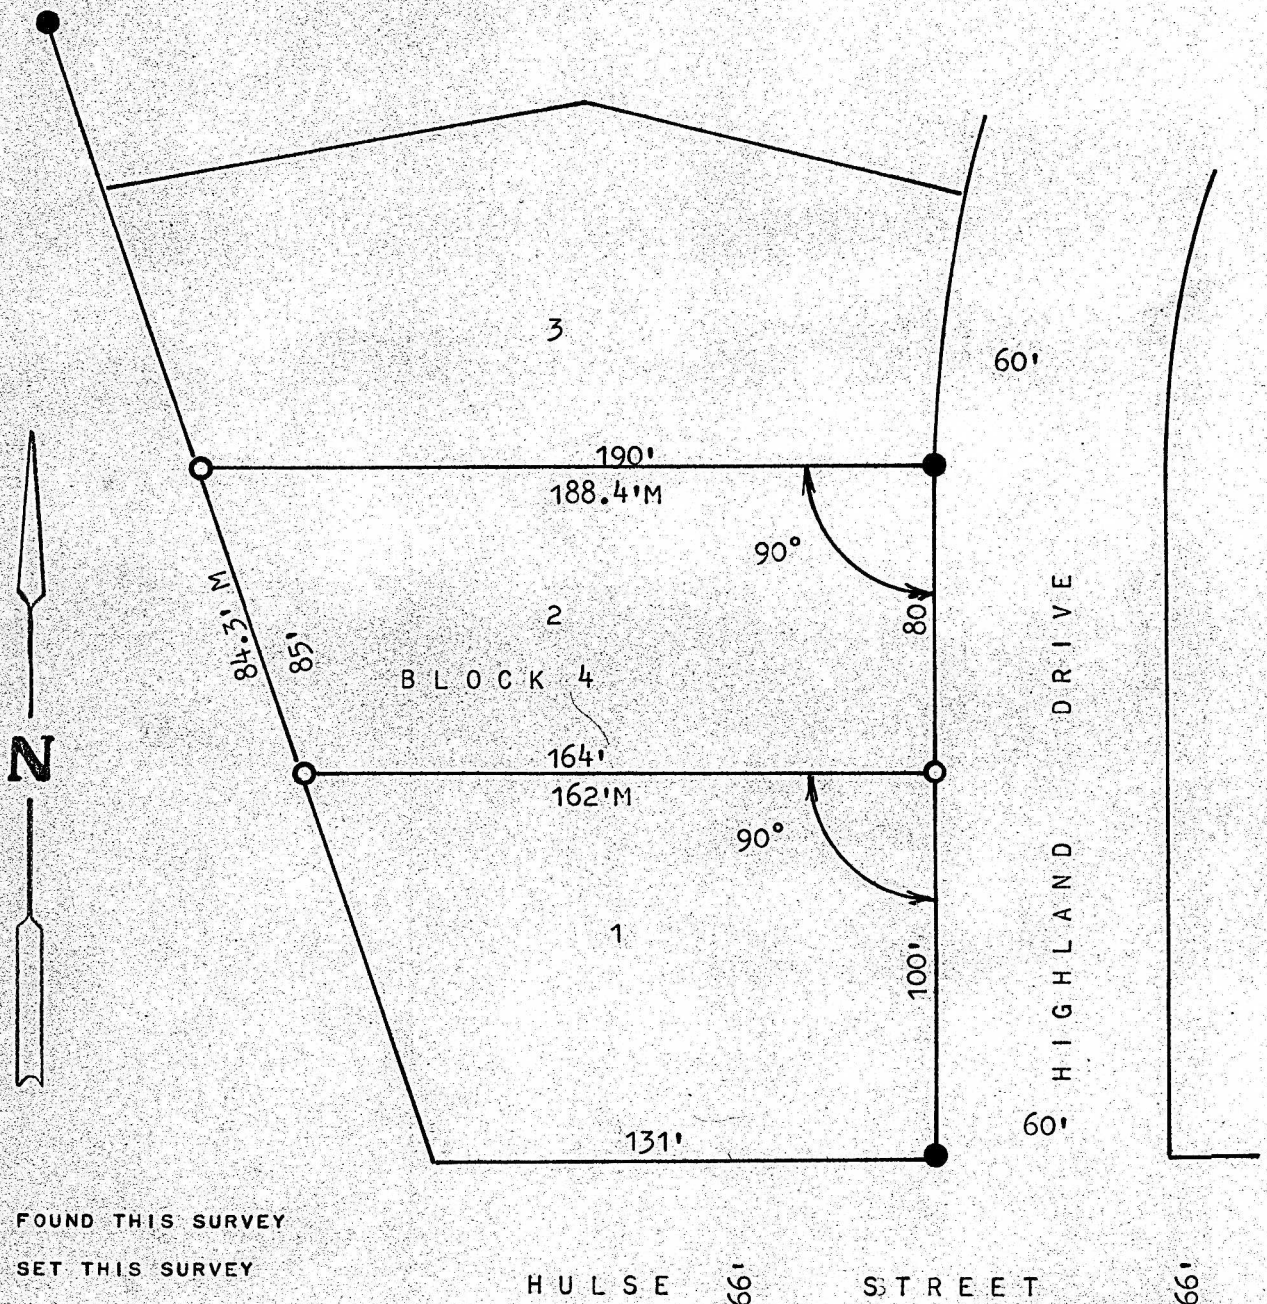 3
60'
190'
188.4'M
90°
84.3' M
85'
2
80'
BLOCK 4
DRIVE
N
164'
162'M
90°
1
100'
HIGHLAND
60'
131'
FOUND THIS SURVEY
SET THIS SURVEY
HULSE 66' STREET 66'